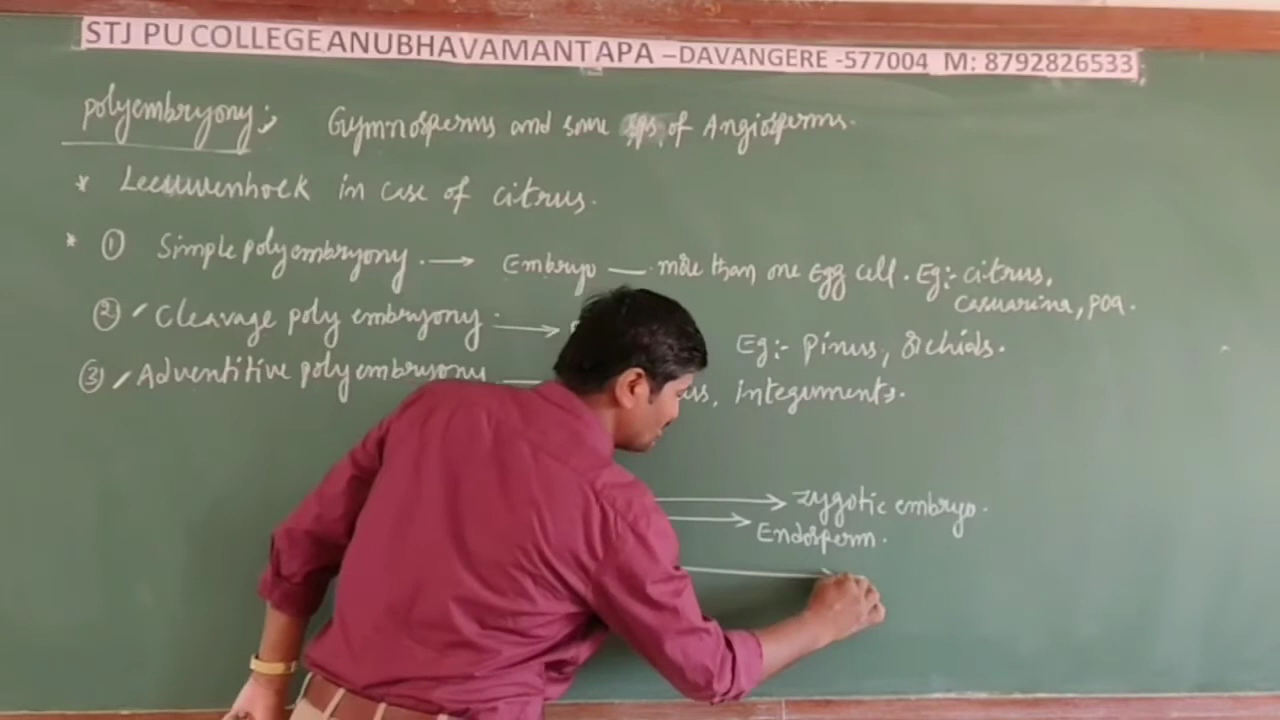 STJ PU COLLEGE ANUBHAVAMANTAPA –DAVANGERE -577004 M: 8792826533
polyembryony:- Gymnosperms and some sps of Angiosperms.
* Leeuwenhoek in case of citrus.
* ① Simple polyembryony. → Embryo — more than one Egg cell. Eg:- citrus,
Casuarina, poa.
② Cleavage poly embryony → Eg:- pinus, orchids.
③ Adventitive polyembryony integuments.
→ zygotic embryo.
→ Endosperm.